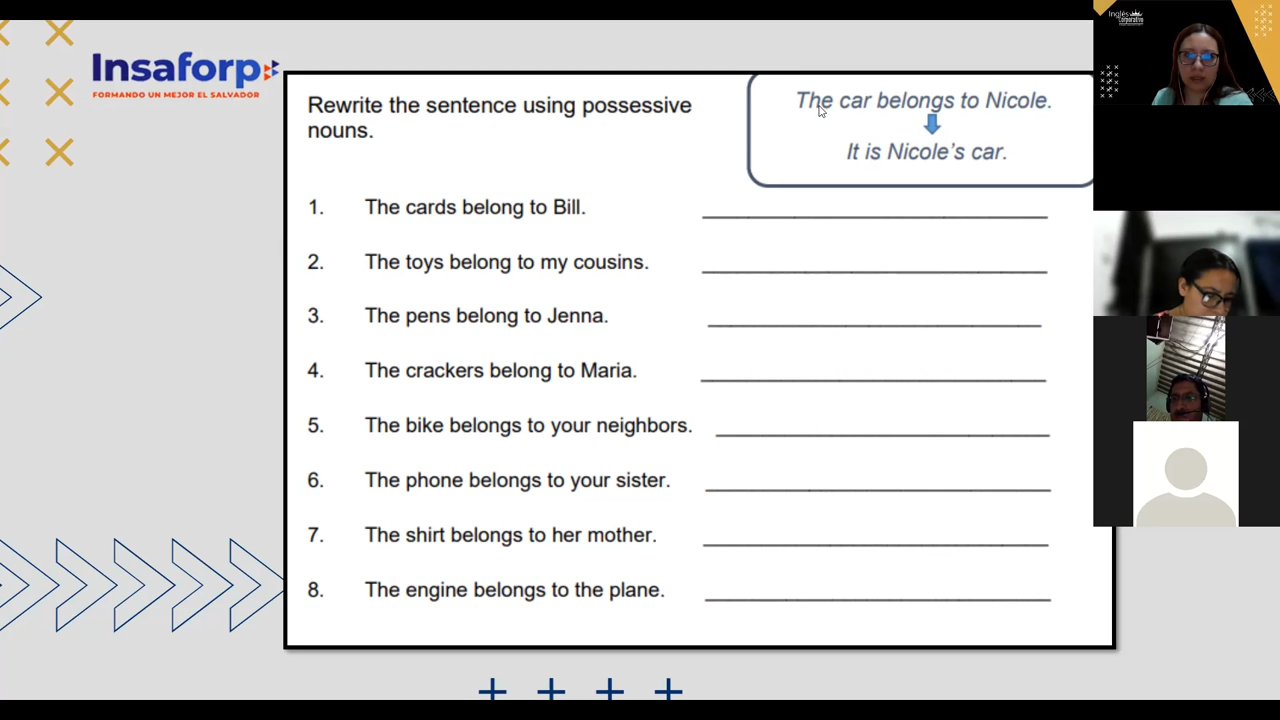 Insaforp
FORMANDO UN MEJOR EL SALVADOR
Rewrite the sentence using possessive
nouns.
The car belongs to Nicole.
It is Nicole's car.
1. The cards belong to Bill.
2. The toys belong to my cousins.
3. The pens belong to Jenna.
4. The crackers belong to Maria.
5. The bike belongs to your neighbors.
6. The phone belongs to your sister.
7. The shirt belongs to her mother.
8. The engine belongs to the plane.
Inglés
Corporativo